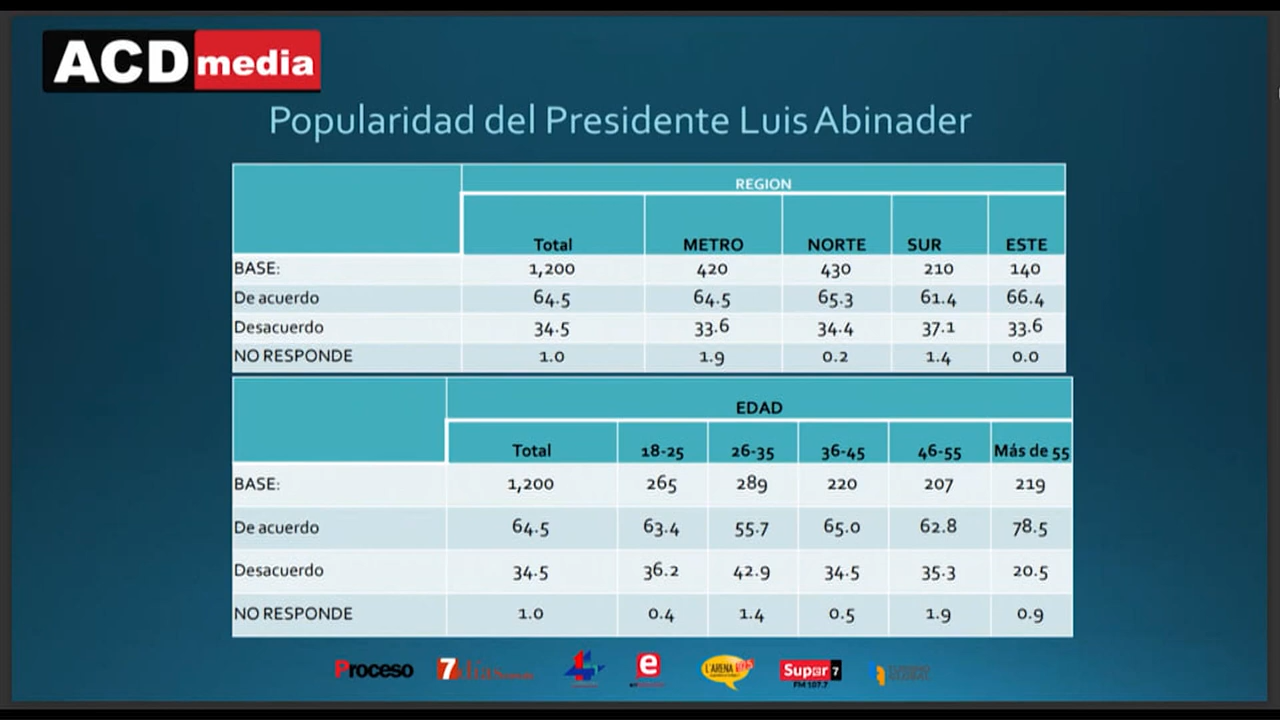 ACD media
Popularidad del Presidente Luis Abinader
REGION
Total METRO NORTE SUR ESTE
BASE: 1,200 420 430 210 140
De acuerdo 64.5 64.5 65.3 61.4 66.4
Desacuerdo 34.5 33.6 34.4 37.1 33.6
NO RESPONDE 1.0 1.9 0.2 1.4 0.0
EDAD
Total 18-25 26-35 36-45 46-55 Más de 55
BASE: 1,200 265 289 220 207 219
De acuerdo 64.5 63.4 55.7 65.0 62.8 78.5
Desacuerdo 34.5 36.2 42.9 34.5 35.3 20.5
NO RESPONDE 1.0 0.4 1.4 0.5 1.9 0.9
Proceso 7 días 4 e L'ARENA Super 7
FM 107.7